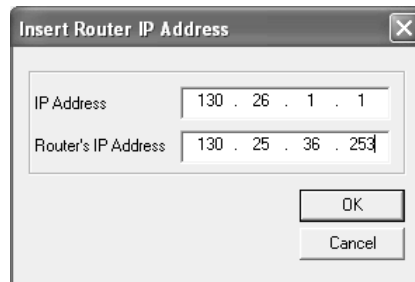 Insert Router IP Address
IP Address 130 . 26 . 1 . 1
Router's IP Address 130 . 25 . 36 . 253
OK
Cancel